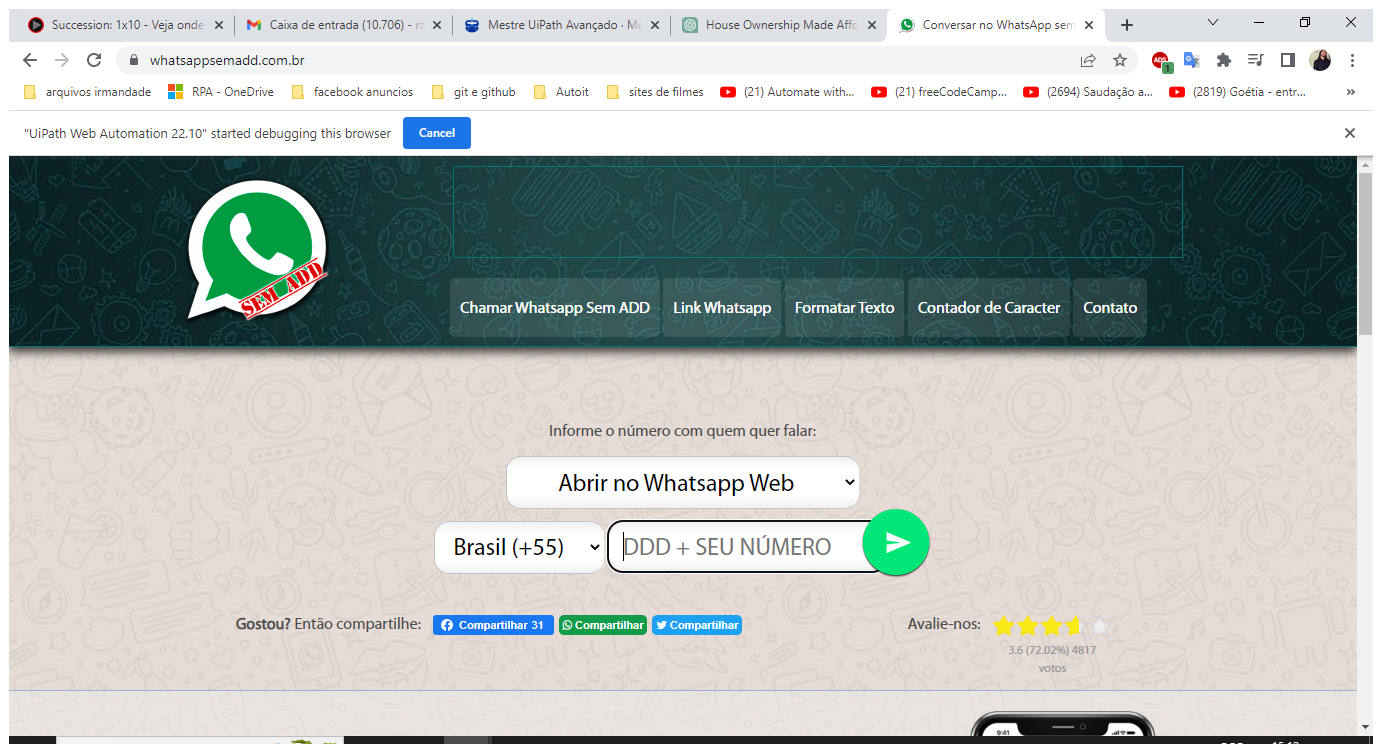 Succession: 1x10 - Veja onde
Caixa de entrada (10.706) - ra
Mestre UiPath Avançado · Me
House Ownership Made Affo
Conversar no WhatsApp sem
whatsappsemadd.com.br
ADS
1
arquivos irmandade
RPA - OneDrive
facebook anuncios
git e github
Autoit
sites de filmes
(21) Automate with...
(21) freeCodeCamp...
(2694) Saudação a...
(2819) Goétia - entr...
"UiPath Web Automation 22.10" started debugging this browser
Cancel
SEM ADD
Chamar Whatsapp Sem ADD
Link Whatsapp
Formatar Texto
Contador de Caracter
Contato
Informe o número com quem quer falar:
Abrir no Whatsapp Web
Brasil (+55)
DDD + SEU NÚMERO
Gostou? Então compartilhe:
Compartilhar 31
Compartilhar
Compartilhar
Avalie-nos:
3.6 (72.02%) 4817
votos
9:41